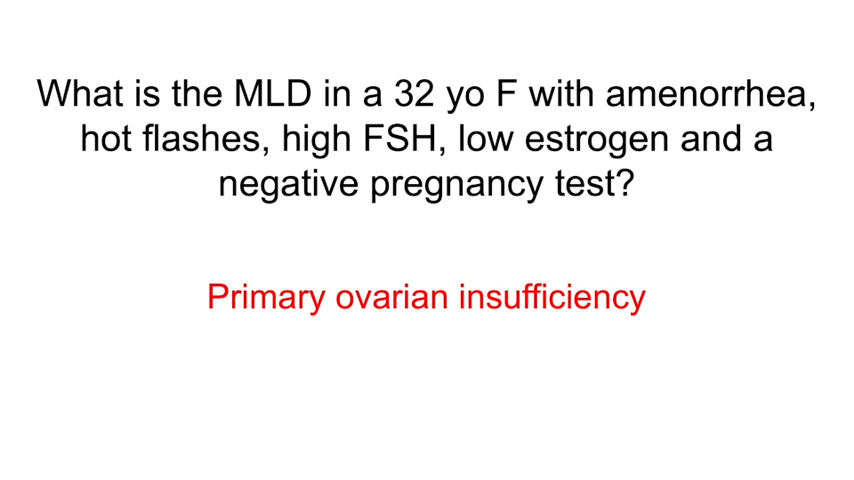 What is the MLD in a 32 yo F with amenorrhea,
hot flashes, high FSH, low estrogen and a
negative pregnancy test?
Primary ovarian insufficiency